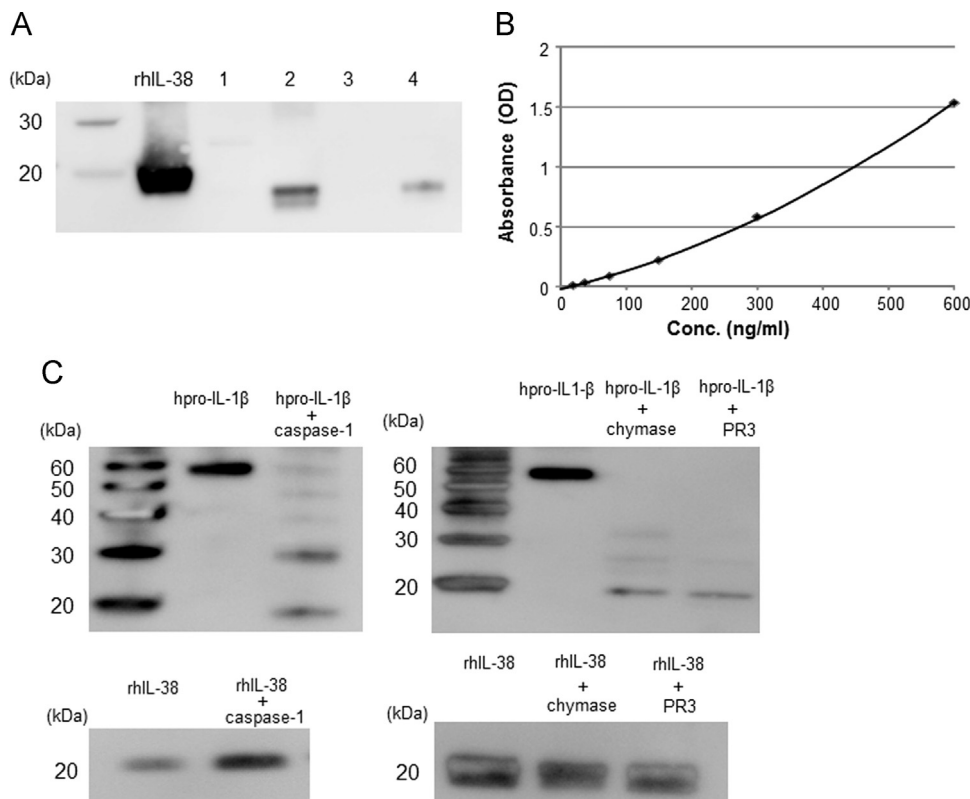 A
(kDa) rhIL-38 1 2 3 4
30
20
B
2
1.5
1
0.5
0
0 100 200 300 400 500 600
Absorbance (OD)
Conc. (ng/ml)
C
hpro-IL-1β hpro-IL-1β
+
caspase-1
(kDa)
60
50
40
30
20
hpro-IL1-β hpro-IL-1β hpro-IL-1β
+ +
chymase PR3
(kDa)
60
50
40
30
20
rhIL-38 rhIL-38
+
caspase-1
(kDa)
20
rhIL-38 rhIL-38 rhIL-38
+ +
chymase PR3
(kDa)
20